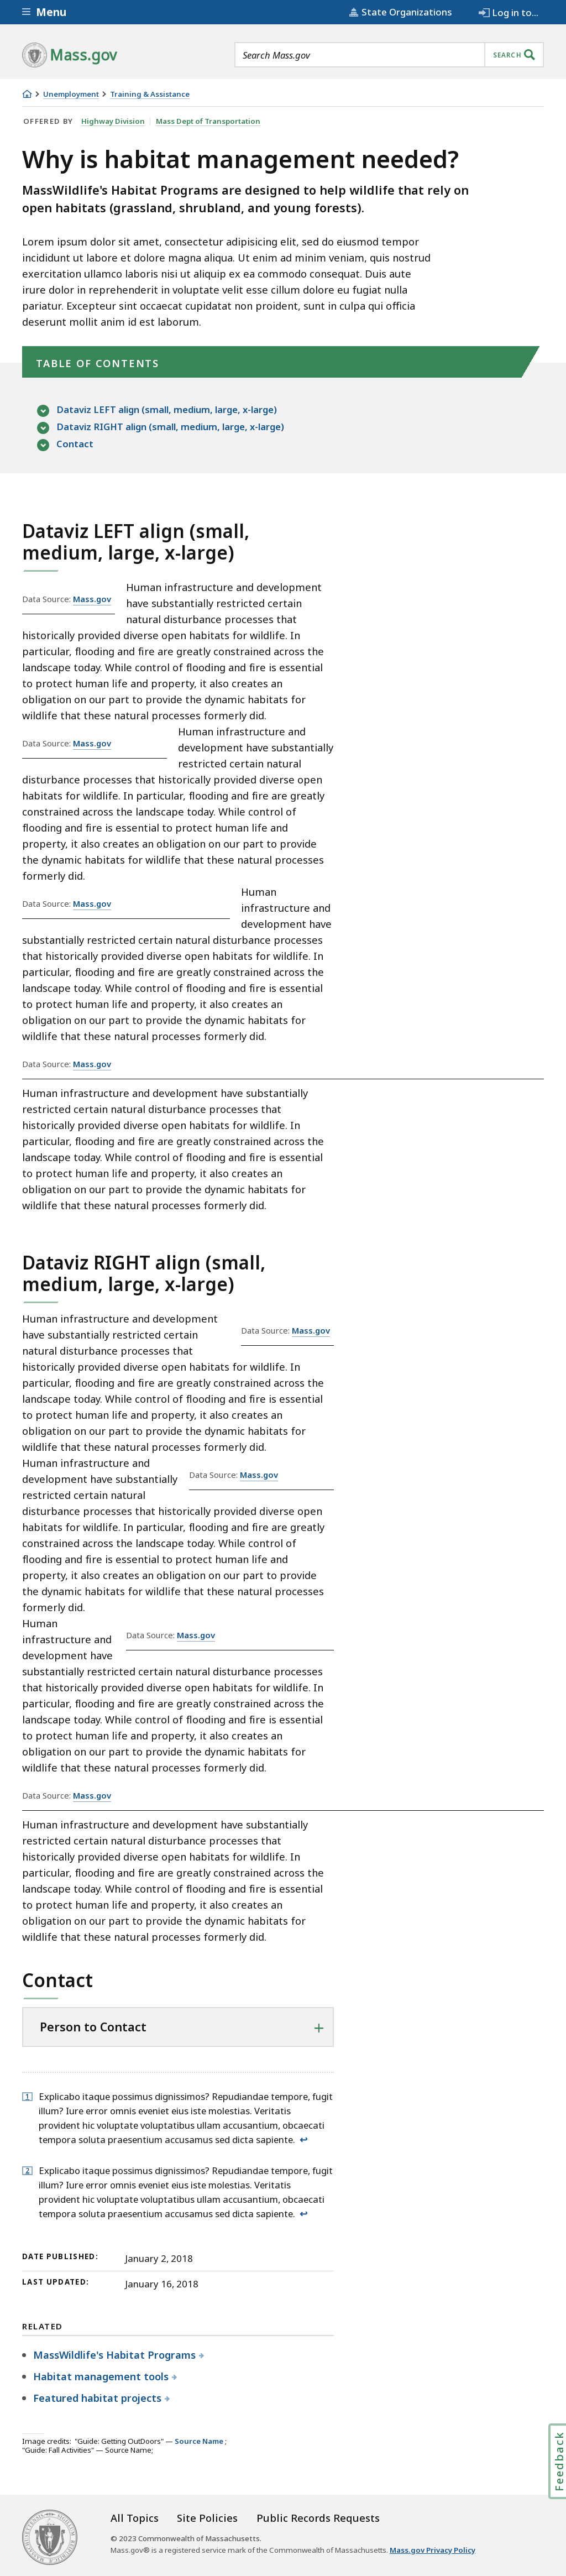 Menu
State Organizations
Log in to...
Mass.gov
Search Mass.gov
SEARCH
Unemployment
Training & Assistance
OFFERED BY Highway Division Mass Dept of Transportation
Why is habitat management needed?
MassWildlife's Habitat Programs are designed to help wildlife that rely on
open habitats (grassland, shrubland, and young forests).
Lorem ipsum dolor sit amet, consectetur adipisicing elit, sed do eiusmod tempor
incididunt ut labore et dolore magna aliqua. Ut enim ad minim veniam, quis nostrud
exercitation ullamco laboris nisi ut aliquip ex ea commodo consequat. Duis aute
irure dolor in reprehenderit in voluptate velit esse cillum dolore eu fugiat nulla
pariatur. Excepteur sint occaecat cupidatat non proident, sunt in culpa qui officia
deserunt mollit anim id est laborum.
TABLE OF CONTENTS
Dataviz LEFT align (small, medium, large, x-large)
Dataviz RIGHT align (small, medium, large, x-large)
Contact
Dataviz LEFT align (small,
medium, large, x-large)
Data Source: Mass.gov
Human infrastructure and development
have substantially restricted certain
natural disturbance processes that
historically provided diverse open habitats for wildlife. In
particular, flooding and fire are greatly constrained across the
landscape today. While control of flooding and fire is essential
to protect human life and property, it also creates an
obligation on our part to provide the dynamic habitats for
wildlife that these natural processes formerly did.
Data Source: Mass.gov
Human infrastructure and
development have substantially
restricted certain natural
disturbance processes that historically provided diverse open
habitats for wildlife. In particular, flooding and fire are greatly
constrained across the landscape today. While control of
flooding and fire is essential to protect human life and
property, it also creates an obligation on our part to provide
the dynamic habitats for wildlife that these natural processes
formerly did.
Data Source: Mass.gov
Human
infrastructure and
development have
substantially restricted certain natural disturbance processes
that historically provided diverse open habitats for wildlife. In
particular, flooding and fire are greatly constrained across the
landscape today. While control of flooding and fire is essential
to protect human life and property, it also creates an
obligation on our part to provide the dynamic habitats for
wildlife that these natural processes formerly did.
Data Source: Mass.gov
Human infrastructure and development have substantially
restricted certain natural disturbance processes that
historically provided diverse open habitats for wildlife. In
particular, flooding and fire are greatly constrained across the
landscape today. While control of flooding and fire is essential
to protect human life and property, it also creates an
obligation on our part to provide the dynamic habitats for
wildlife that these natural processes formerly did.
Dataviz RIGHT align (small,
medium, large, x-large)
Data Source: Mass.gov
Human infrastructure and development
have substantially restricted certain
natural disturbance processes that
historically provided diverse open habitats for wildlife. In
particular, flooding and fire are greatly constrained across the
landscape today. While control of flooding and fire is essential
to protect human life and property, it also creates an
obligation on our part to provide the dynamic habitats for
wildlife that these natural processes formerly did.
Data Source: Mass.gov
Human infrastructure and
development have substantially
restricted certain natural
disturbance processes that historically provided diverse open
habitats for wildlife. In particular, flooding and fire are greatly
constrained across the landscape today. While control of
flooding and fire is essential to protect human life and
property, it also creates an obligation on our part to provide
the dynamic habitats for wildlife that these natural processes
formerly did.
Data Source: Mass.gov
Human
infrastructure and
development have
substantially restricted certain natural disturbance processes
that historically provided diverse open habitats for wildlife. In
particular, flooding and fire are greatly constrained across the
landscape today. While control of flooding and fire is essential
to protect human life and property, it also creates an
obligation on our part to provide the dynamic habitats for
wildlife that these natural processes formerly did.
Data Source: Mass.gov
Human infrastructure and development have substantially
restricted certain natural disturbance processes that
historically provided diverse open habitats for wildlife. In
particular, flooding and fire are greatly constrained across the
landscape today. While control of flooding and fire is essential
to protect human life and property, it also creates an
obligation on our part to provide the dynamic habitats for
wildlife that these natural processes formerly did.
Contact
Person to Contact
1 Explicabo itaque possimus dignissimos? Repudiandae tempore, fugit
illum? Iure error omnis eveniet eius iste molestias. Veritatis
provident hic voluptate voluptatibus ullam accusantium, obcaecati
tempora soluta praesentium accusamus sed dicta sapiente. ↩
2 Explicabo itaque possimus dignissimos? Repudiandae tempore, fugit
illum? Iure error omnis eveniet eius iste molestias. Veritatis
provident hic voluptate voluptatibus ullam accusantium, obcaecati
tempora soluta praesentium accusamus sed dicta sapiente. ↩
DATE PUBLISHED: January 2, 2018
LAST UPDATED: January 16, 2018
RELATED
MassWildlife's Habitat Programs
Habitat management tools
Featured habitat projects
Image credits: "Guide: Getting OutDoors" — Source Name ;
"Guide: Fall Activities" — Source Name;
Feedback
All Topics Site Policies Public Records Requests
© 2023 Commonwealth of Massachusetts.
Mass.gov® is a registered service mark of the Commonwealth of Massachusetts. Mass.gov Privacy Policy